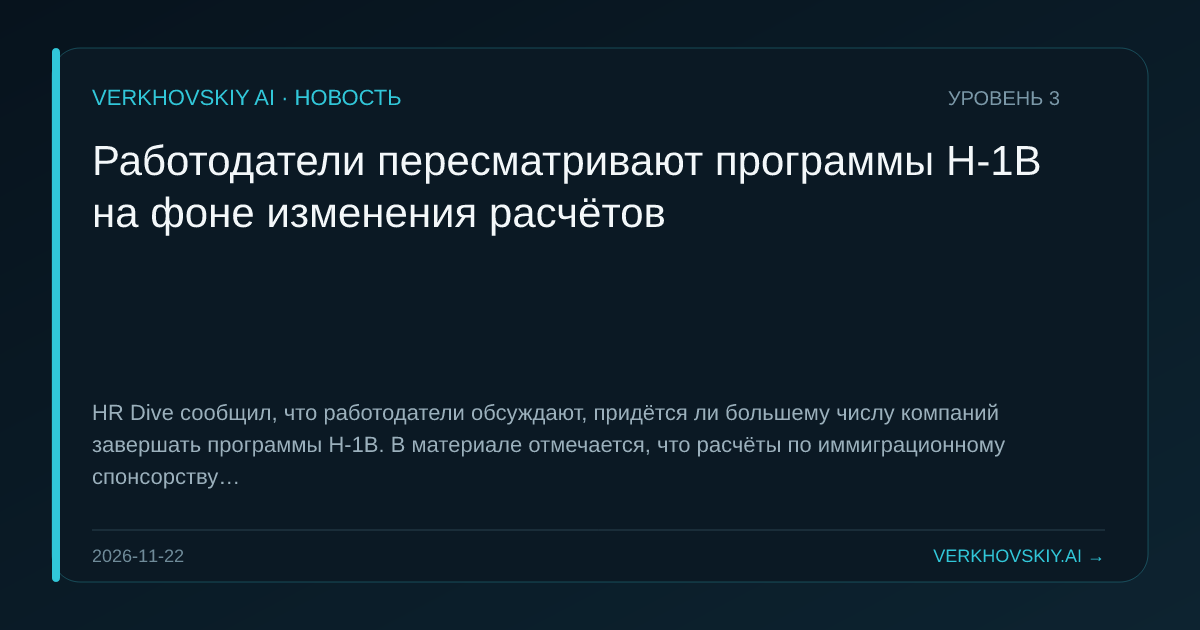 VERKHOVSKIY AI · НОВОСТЬ
УРОВЕНЬ 3
Работодатели пересматривают программы H-1B
на фоне изменения расчётов
HR Dive сообщил, что работодатели обсуждают, придётся ли большему числу компаний
завершать программы H-1B. В материале отмечается, что расчёты по иммиграционному
спонсорству…
2026-11-22
VERKHOVSKIY.AI →